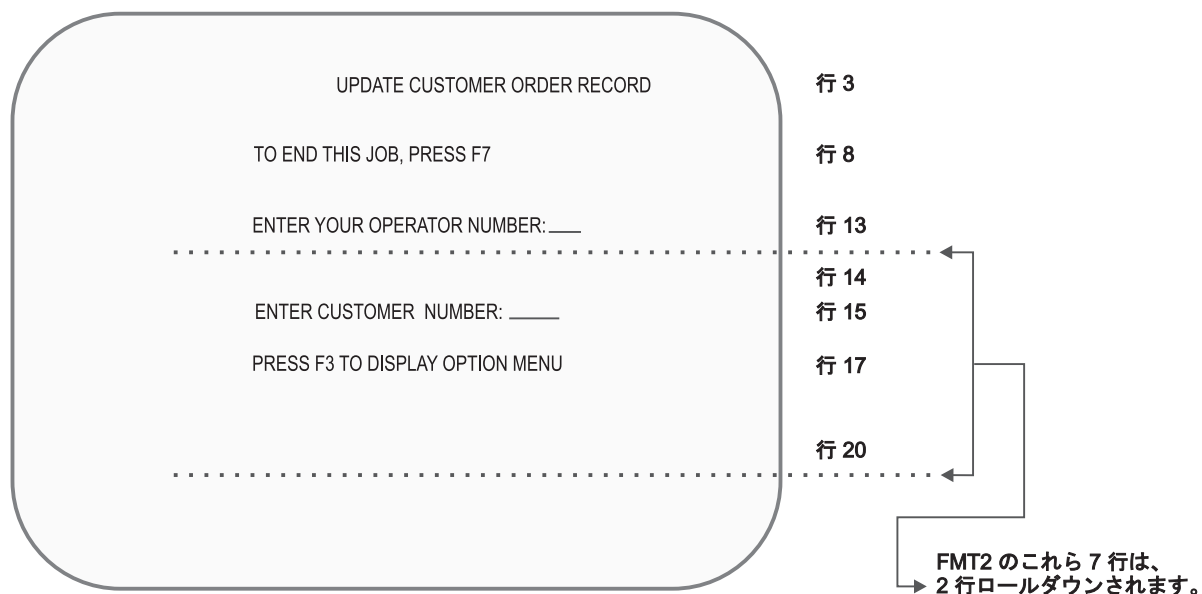 UPDATE CUSTOMER ORDER RECORD 行 3
TO END THIS JOB, PRESS F7 行 8
ENTER YOUR OPERATOR NUMBER:___ 行 13
行 14
ENTER CUSTOMER NUMBER: _____ 行 15
PRESS F3 TO DISPLAY OPTION MENU 行 17
行 20
FMT2 のこれら 7 行は、
2 行ロールダウンされます。